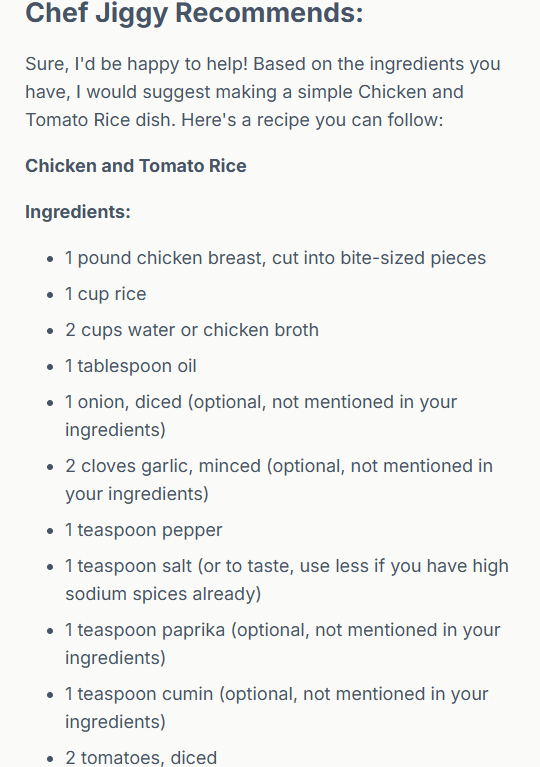 Chef Jiggy Recommends:
Sure, I'd be happy to help! Based on the ingredients you
have, I would suggest making a simple Chicken and
Tomato Rice dish. Here's a recipe you can follow:
Chicken and Tomato Rice
Ingredients:
• 1 pound chicken breast, cut into bite-sized pieces
• 1 cup rice
• 2 cups water or chicken broth
• 1 tablespoon oil
• 1 onion, diced (optional, not mentioned in your
ingredients)
• 2 cloves garlic, minced (optional, not mentioned in
your ingredients)
• 1 teaspoon pepper
• 1 teaspoon salt (or to taste, use less if you have high
sodium spices already)
• 1 teaspoon paprika (optional, not mentioned in your
ingredients)
• 1 teaspoon cumin (optional, not mentioned in your
ingredients)
• 2 tomatoes, diced